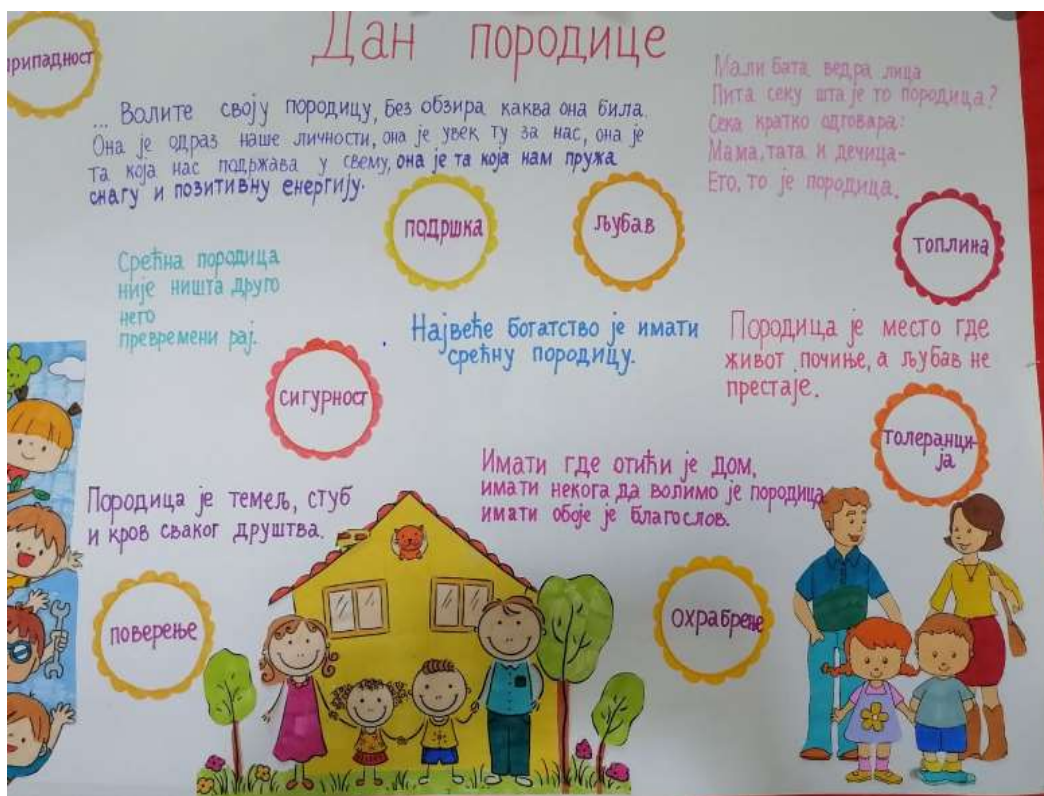 Дан породице
припадност
... Волите своју породицу, без обзира каква она била.
Она је одраз наше личности, она је увек ту за нас, она је
та која нас подржава у свему, она је та која нам пружа
снагу и позитивну енергију.
Мали бата ведра лица
Пита секу шта је то породица?
Сека кратко одговара:
Мама, тата и дечица-
Ето, то је породица.
подршка
љубав
топлина
Срећна породица
није ништа друго
него
превремени рај.
Највеће богатство је имати
срећну породицу.
Породица је место где
живот почиње, а љубав не
престаје.
сигурност
толеранци-
ја
Породица је темељ, стуб
и кров сваког друштва.
Имати где отићи је дом,
имати некога да волимо је породица,
имати обоје је благослов.
поверење
охрабрење